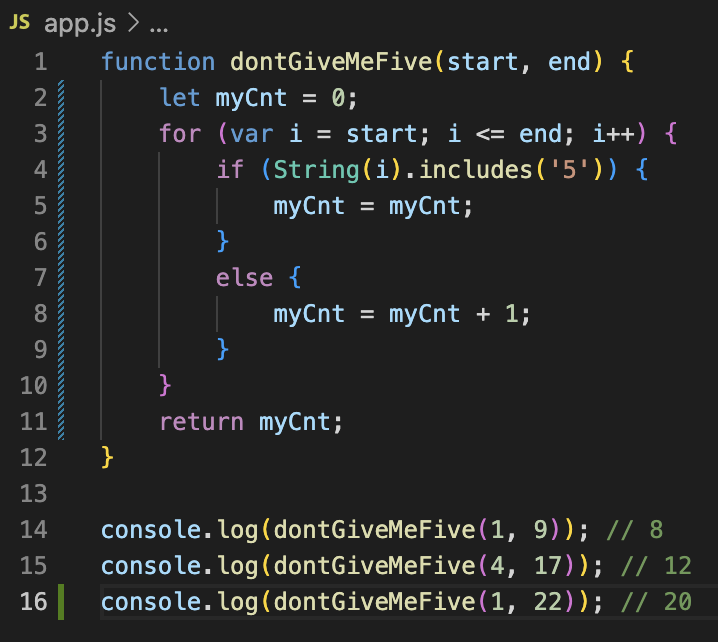 JS app.js > ...
1 function dontGiveMeFive(start, end) {
2     let myCnt = 0;
3     for (var i = start; i <= end; i++) {
4         if (String(i).includes('5')) {
5             myCnt = myCnt;
6         }
7         else {
8             myCnt = myCnt + 1;
9         }
10     }
11     return myCnt;
12 }
13
14 console.log(dontGiveMeFive(1, 9)); // 8
15 console.log(dontGiveMeFive(4, 17)); // 12
16 console.log(dontGiveMeFive(1, 22)); // 20